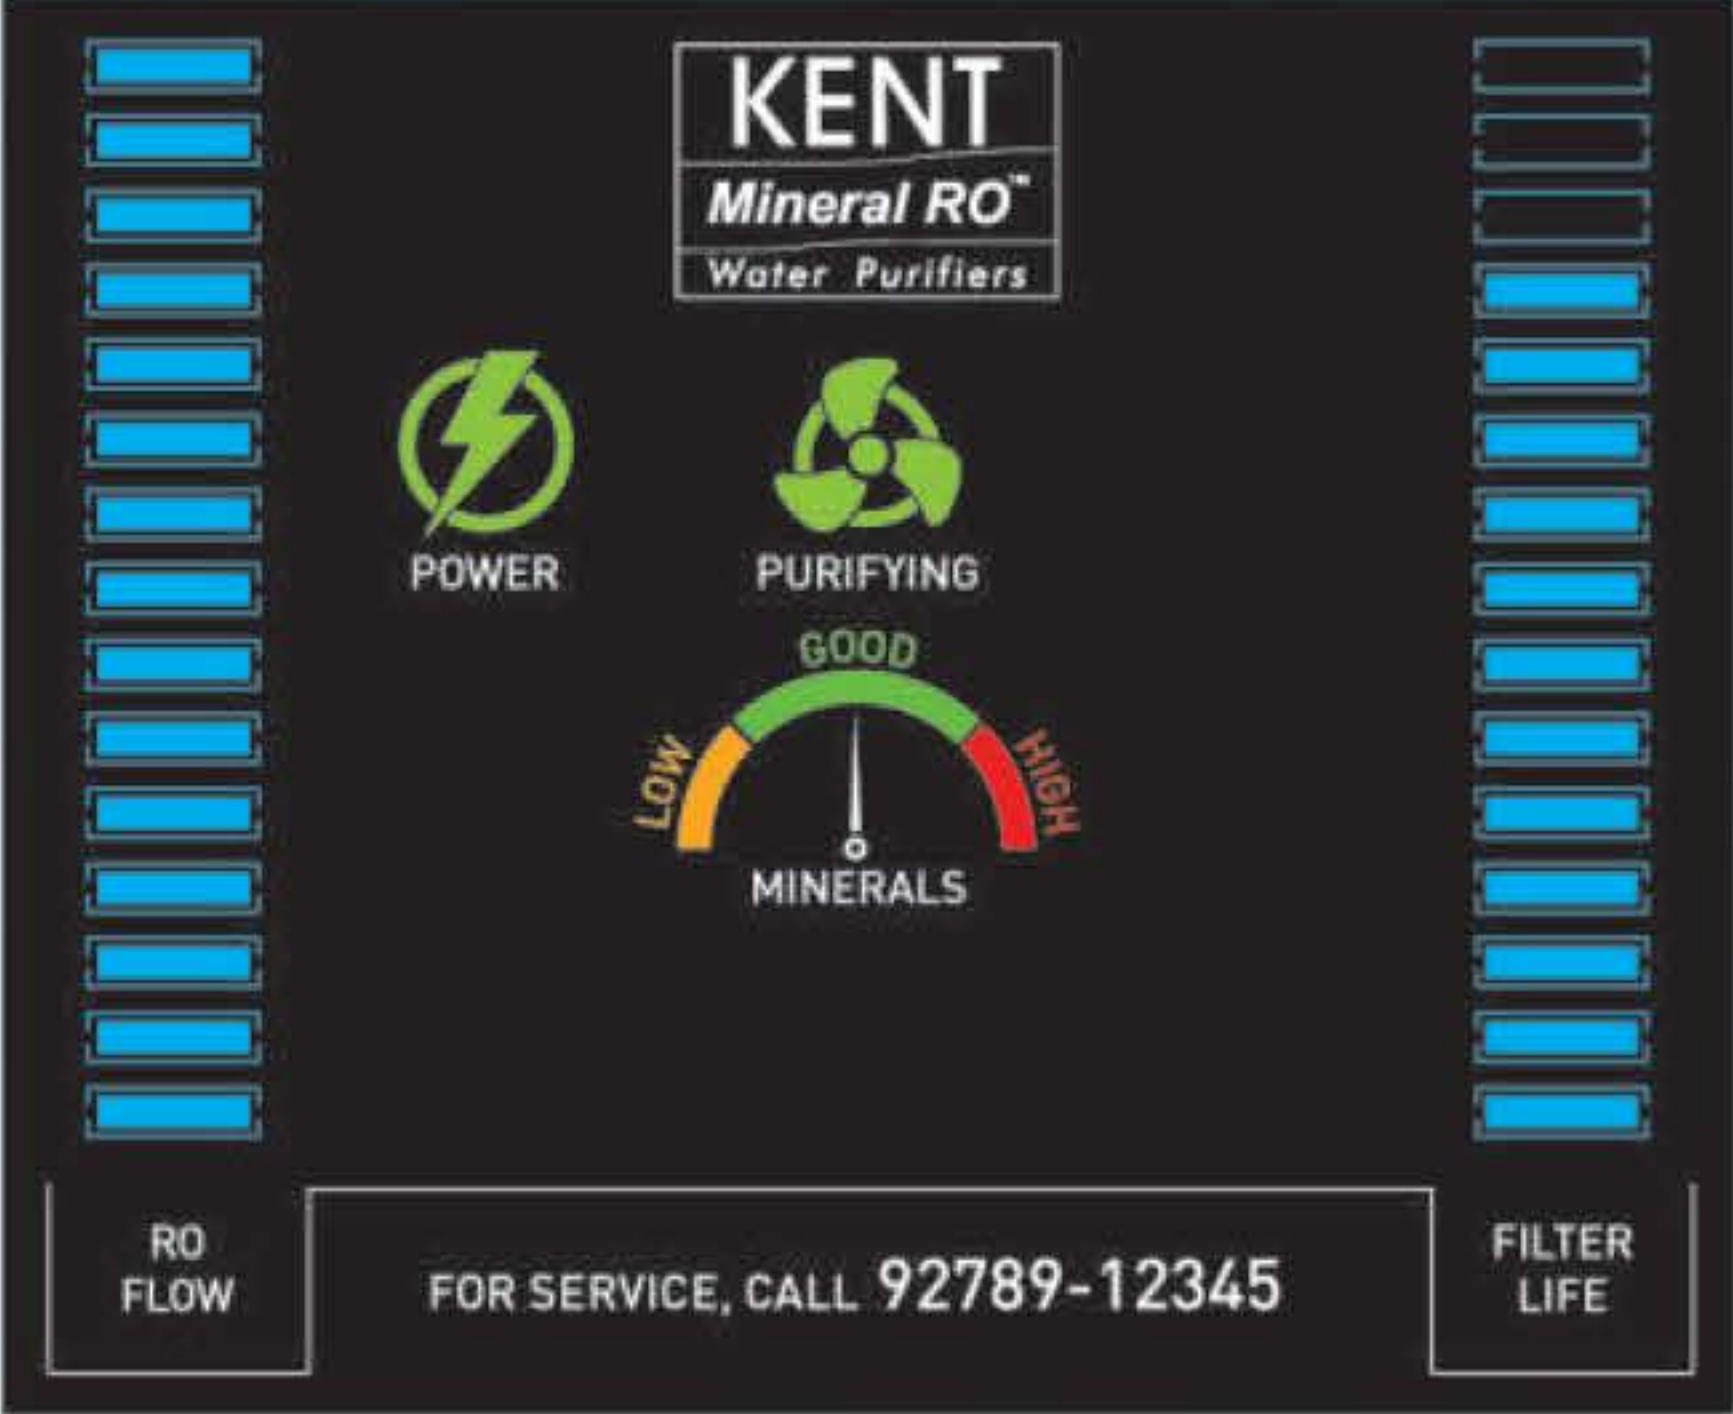 KENT
Mineral RO™
Water Purifiers
POWER
PURIFYING
GOOD
LOW
HIGH
MINERALS
RO
FLOW
FOR SERVICE, CALL 92789-12345
FILTER
LIFE